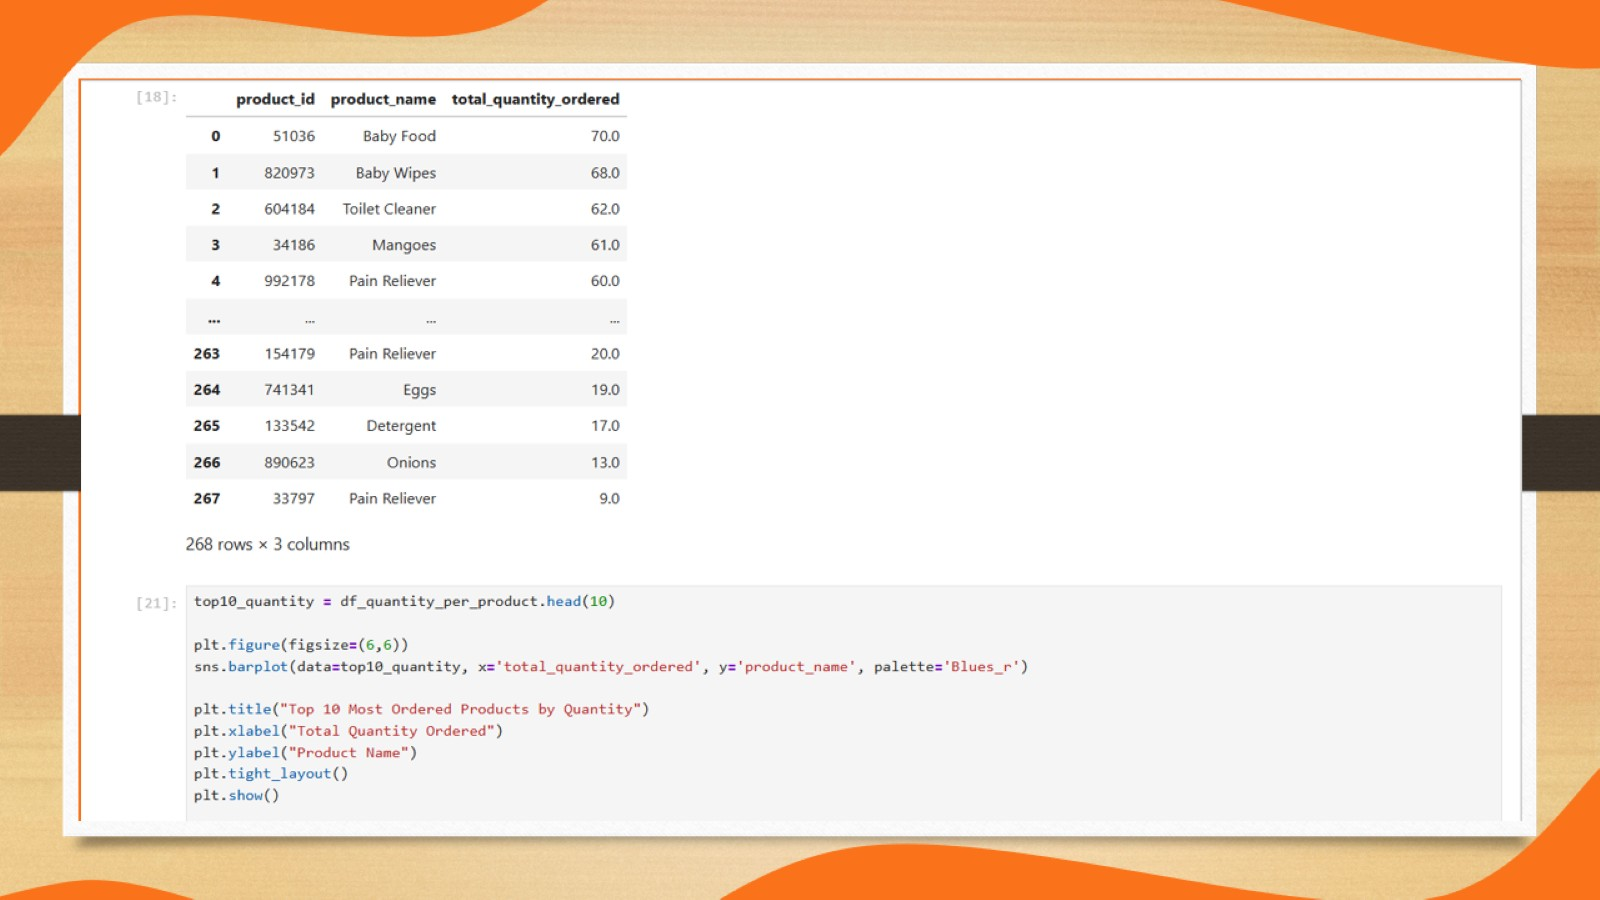 [18]: product_id product_name total_quantity_ordered
0 51036 Baby Food 70.0
1 820973 Baby Wipes 68.0
2 604184 Toilet Cleaner 62.0
3 34186 Mangoes 61.0
4 992178 Pain Reliever 60.0
... ... ... ...
263 154179 Pain Reliever 20.0
264 741341 Eggs 19.0
265 133542 Detergent 17.0
266 890623 Onions 13.0
267 33797 Pain Reliever 9.0
268 rows × 3 columns
[21]: top10_quantity = df_quantity_per_product.head(10)
plt.figure(figsize=(6,6))
sns.barplot(data=top10_quantity, x='total_quantity_ordered', y='product_name', palette='Blues_r')
plt.title("Top 10 Most Ordered Products by Quantity")
plt.xlabel("Total Quantity Ordered")
plt.ylabel("Product Name")
plt.tight_layout()
plt.show()